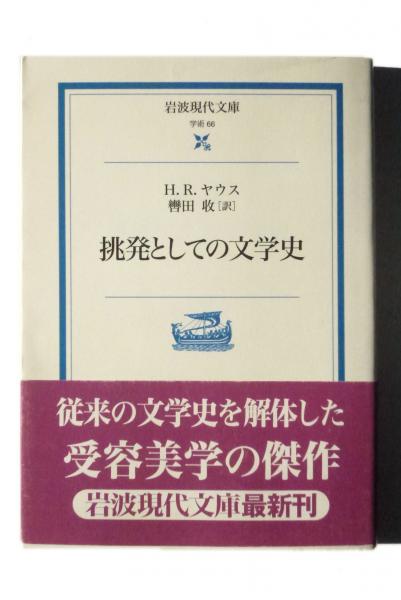 岩波現代文庫
学術 66
H. R. ヤウス
轡田 收[訳]
挑発としての文学史
従来の文学史を解体した
受容美学の傑作
岩波現代文庫最新刊